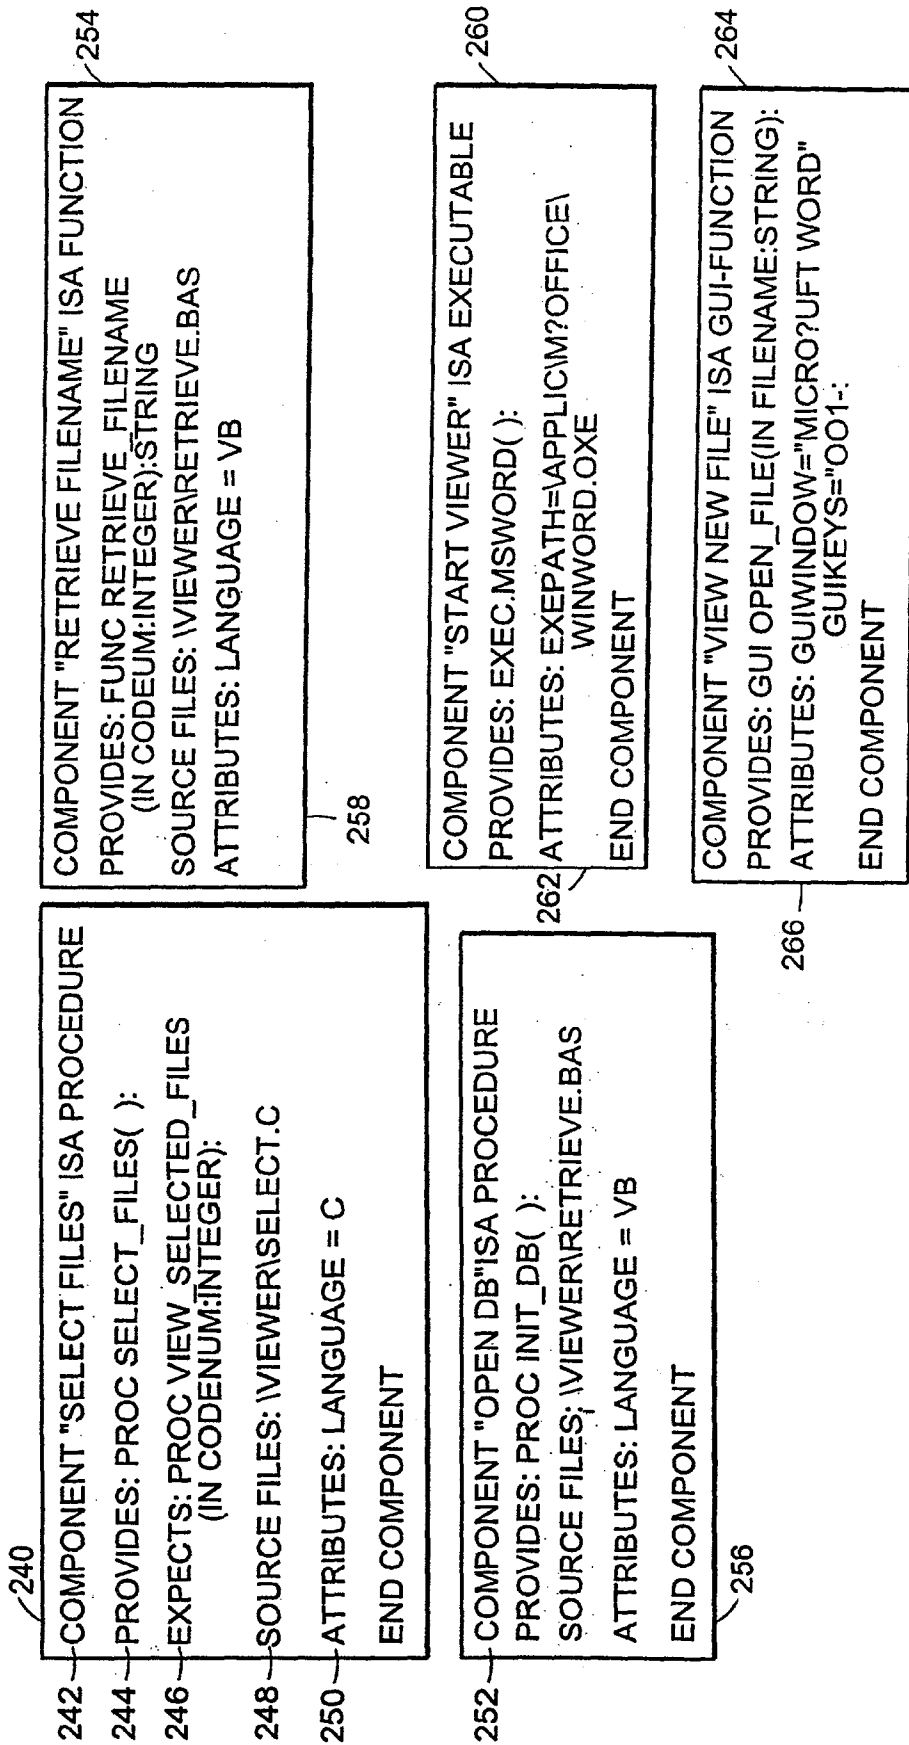 240
242
COMPONENT "SELECT FILES" ISA PROCEDURE
244
PROVIDES: PROC SELECT_FILES( ):
246
EXPECTS: PROC VIEW_SELECTED_FILES
(IN CODENUM:INTEGER):
248
SOURCE FILES: \VIEWER\SELECT.C
250
ATTRIBUTES: LANGUAGE = C
END COMPONENT
254
COMPONENT "RETRIEVE FILENAME" ISA FUNCTION
PROVIDES: FUNC RETRIEVE_FILENAME
(IN CODEUM:INTEGER):STRING
SOURCE FILES: \VIEWER\RETRIEVE.BAS
ATTRIBUTES: LANGUAGE = VB
258
252
COMPONENT "OPEN DB"ISA PROCEDURE
PROVIDES: PROC INIT_DB( ):
SOURCE FILES; \VIEWER\RETRIEVE.BAS
ATTRIBUTES: LANGUAGE = VB
END COMPONENT
256
260
COMPONENT "START VIEWER" ISA EXECUTABLE
PROVIDES: EXEC.MSWORD( ):
262
ATTRIBUTES: EXEPATH=\APPLIC\M?OFFICE\
WINWORD.OXE
END COMPONENT
264
COMPONENT "VIEW NEW FILE" ISA GUI-FUNCTION
PROVIDES: GUI OPEN_FILE(IN FILENAME:STRING):
266
ATTRIBUTES: GUIWINDOW="MICRO?UFT WORD"
GUIKEYS="OO1-:
END COMPONENT